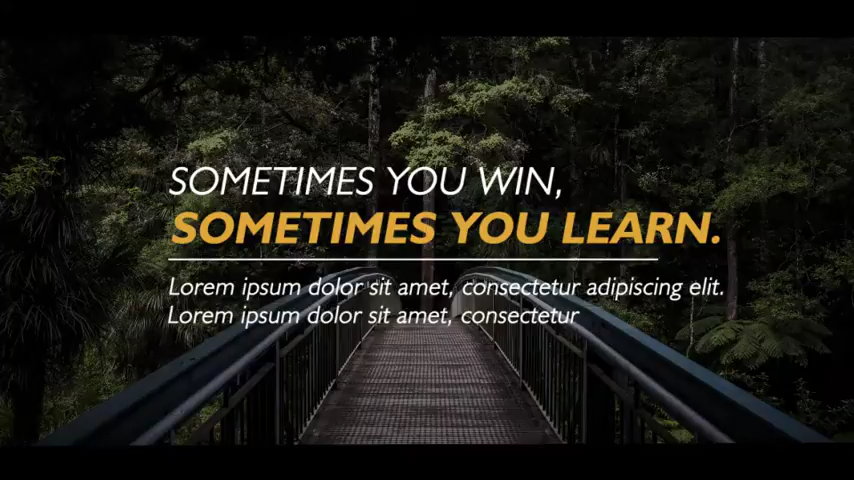 SOMETIMES YOU WIN,
SOMETIMES YOU LEARN.
Lorem ipsum dolor sit amet, consectetur adipiscing elit.
Lorem ipsum dolor sit amet, consectetur